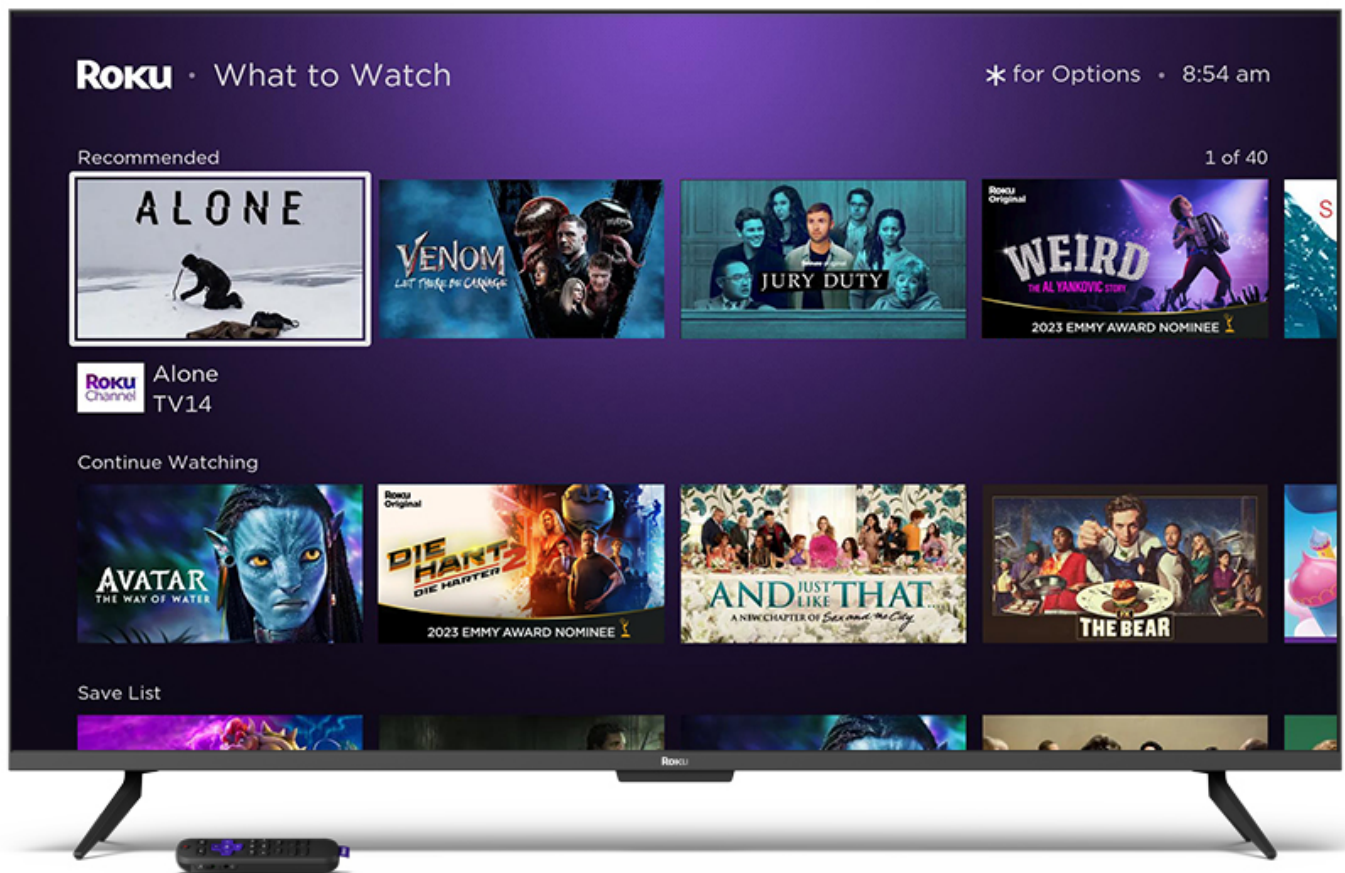 Roku • What to Watch
* for Options • 8:54 am
Recommended
1 of 40
ALONE
VENOM
LET THERE BE CARNAGE
JURY DUTY
Roku
Original
WEIRD
THE AL YANKOVIC STORY
2023 EMMY AWARD NOMINEE
S
Roku
Channel
Alone
TV14
Continue Watching
AVATAR
THE WAY OF WATER
Roku
Original
DIE
HART 2
DIE HARTER
2023 EMMY AWARD NOMINEE
AND JUST LIKE THAT...
A NEW CHAPTER OF Sex and the City
FX
THE BEAR
Save List
Roku